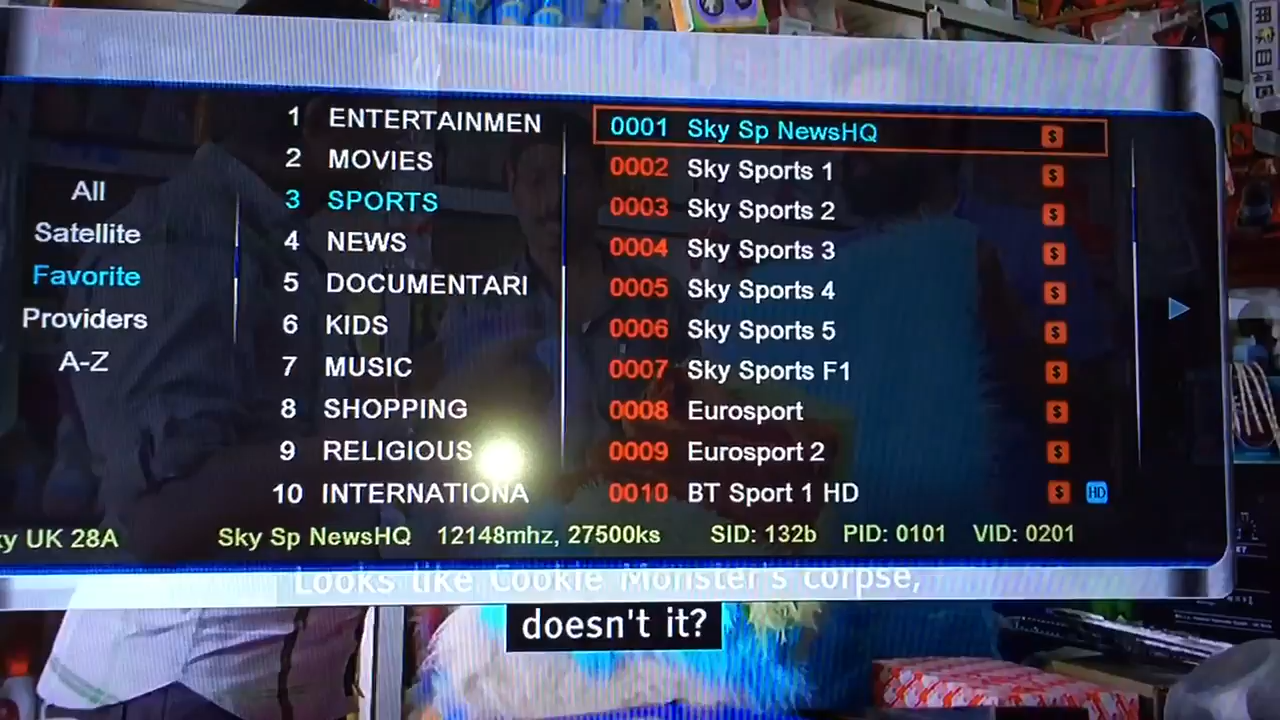 All
Satellite
Favorite
Providers
A-Z
1 ENTERTAINMEN
2 MOVIES
3 SPORTS
4 NEWS
5 DOCUMENTARI
6 KIDS
7 MUSIC
8 SHOPPING
9 RELIGIOUS
10 INTERNATIONA
0001 Sky Sp NewsHQ $
0002 Sky Sports 1 $
0003 Sky Sports 2 $
0004 Sky Sports 3 $
0005 Sky Sports 4 $
0006 Sky Sports 5 $
0007 Sky Sports F1 $
0008 Eurosport $
0009 Eurosport 2 $
0010 BT Sport 1 HD $ HD
ky UK 28A Sky Sp NewsHQ 12148mhz, 27500ks SID: 132b PID: 0101 VID: 0201
Looks like Cookie Monster's corpse,
doesn't it?